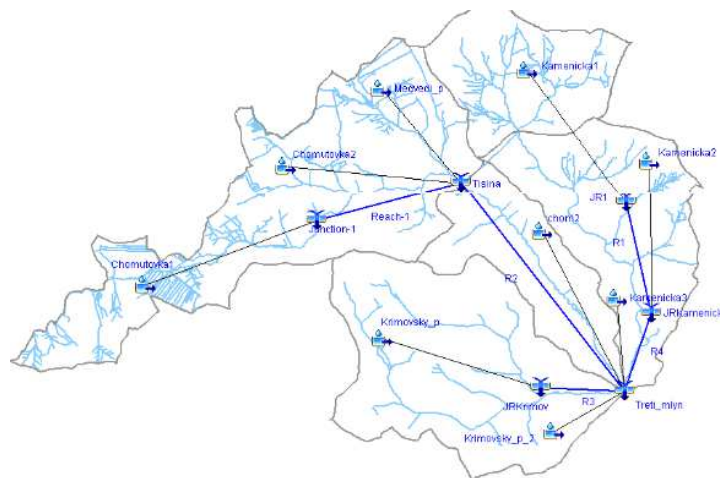 Kamenicka1
Medvedi_p
Kamenicka2
Chomutovka2
Tisina
JR1
Junction-1
Reach-1
chom2
R1
Chomutovka1
R2
Kamenicka3
JRKamenick
Krimovsky_p
R4
JRKrimov
R3
Treti_mlyn
Krimovsky_p_2